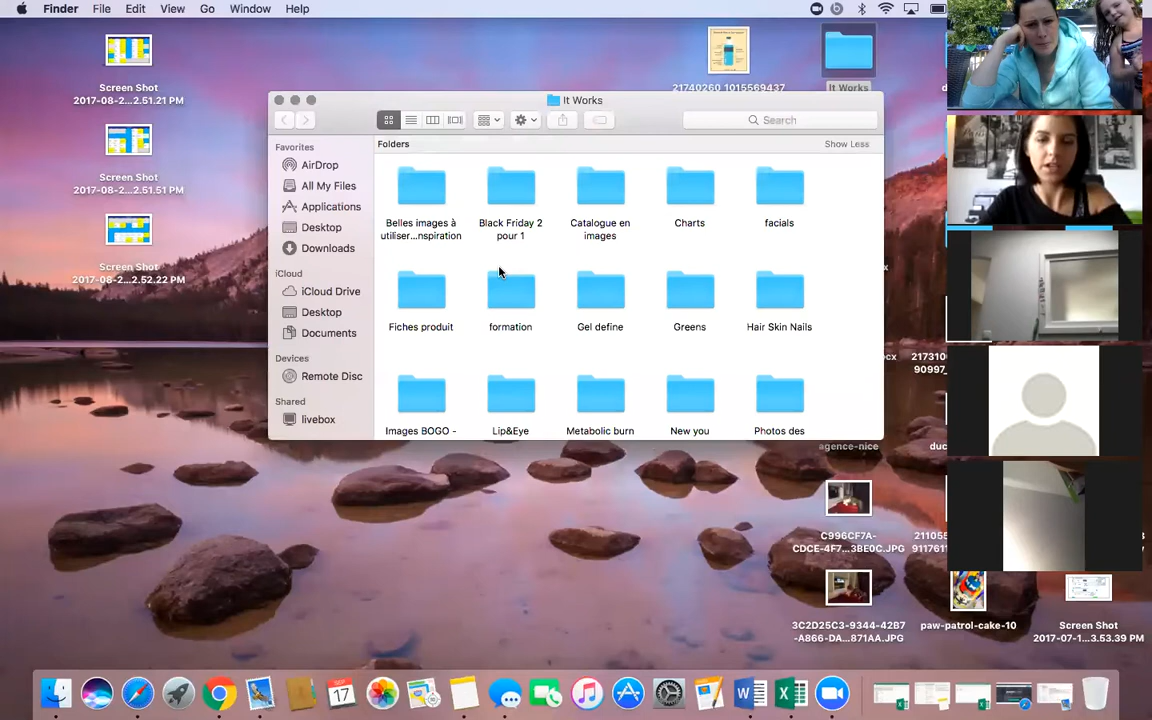 Finder File Edit View Go Window Help
Screen Shot
2017-08-2...2.51.21 PM
Screen Shot
2017-08-2...2.51.51 PM
Screen Shot
2017-08-2...2.52.22 PM
21740260 1015569437
It Works
It Works
Search
Favorites
AirDrop
All My Files
Applications
Desktop
Downloads
iCloud
iCloud Drive
Desktop
Documents
Devices
Remote Disc
Shared
livebox
Folders
Show Less
Belles images à
utiliser...nspiration
Black Friday 2
pour 1
Catalogue en
images
Charts
facials
Fiches produit
formation
Gel define
Greens
Hair Skin Nails
Images BOGO -
Lip&Eye
Metabolic burn
New you
Photos des
agence-nice
C996CF7A-
CDCE-4F7...3BE0C.JPG
3C2D25C3-9344-42B7
-A866-DA...871AA.JPG
paw-patrol-cake-10
Screen Shot
2017-07-1...3.53.39 PM
SEP
17